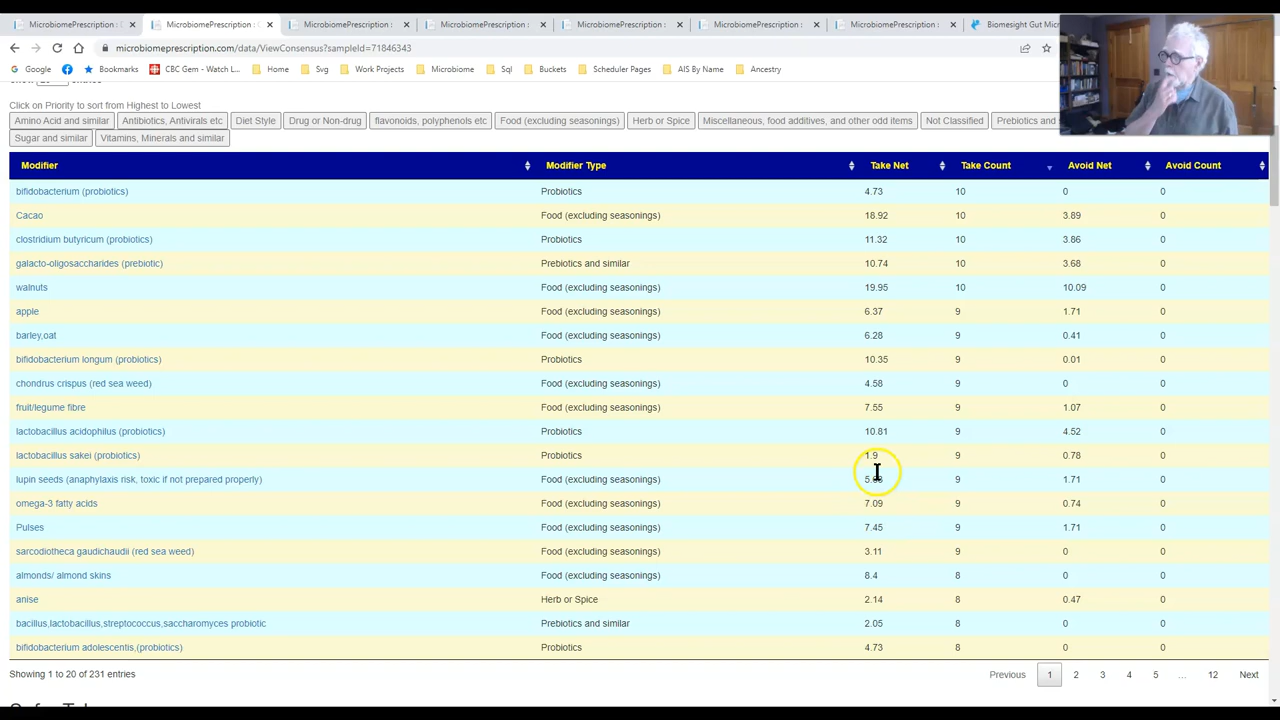 MicrobiomePrescription :
MicrobiomePrescription : C
MicrobiomePrescription :
MicrobiomePrescription :
MicrobiomePrescription :
MicrobiomePrescription :
MicrobiomePrescription :
Biomesight Gut Mic
microbiomeprescription.com/data/ViewConsensus?sampleId=71846343
Google Bookmarks CBC Gem - Watch L... Home Svg Work Projects Microbiome Sql Buckets Scheduler Pages AIS By Name Ancestry
Click on Priority to sort from Highest to Lowest
Amino Acid and similar Antibiotics, Antivirals etc Diet Style Drug or Non-drug flavonoids, polyphenols etc Food (excluding seasonings) Herb or Spice Miscellaneous, food additives, and other odd items Not Classified Prebiotics and
Sugar and similar Vitamins, Minerals and similar
Modifier Modifier Type Take Net Take Count Avoid Net Avoid Count
bifidobacterium (probiotics) Probiotics 4.73 10 0 0
Cacao Food (excluding seasonings) 18.92 10 3.89 0
clostridium butyricum (probiotics) Probiotics 11.32 10 3.86 0
galacto-oligosaccharides (prebiotic) Prebiotics and similar 10.74 10 3.68 0
walnuts Food (excluding seasonings) 19.95 10 10.09 0
apple Food (excluding seasonings) 6.37 9 1.71 0
barley,oat Food (excluding seasonings) 6.28 9 0.41 0
bifidobacterium longum (probiotics) Probiotics 10.35 9 0.01 0
chondrus crispus (red sea weed) Food (excluding seasonings) 4.58 9 0 0
fruit/legume fibre Food (excluding seasonings) 7.55 9 1.07 0
lactobacillus acidophilus (probiotics) Probiotics 10.81 9 4.52 0
lactobacillus sakei (probiotics) Probiotics 1.9 9 0.78 0
lupin seeds (anaphylaxis risk, toxic if not prepared properly) Food (excluding seasonings) 9 1.71 0
omega-3 fatty acids Food (excluding seasonings) 7.09 9 0.74 0
Pulses Food (excluding seasonings) 7.45 9 1.71 0
sarcodiotheca gaudichaudii (red sea weed) Food (excluding seasonings) 3.11 9 0 0
almonds/ almond skins Food (excluding seasonings) 8.4 8 0 0
anise Herb or Spice 2.14 8 0.47 0
bacillus,lactobacillus,streptococcus,saccharomyces probiotic Prebiotics and similar 2.05 8 0 0
bifidobacterium adolescentis,(probiotics) Probiotics 4.73 8 0 0
Showing 1 to 20 of 231 entries Previous 1 2 3 4 5 ... 12 Next